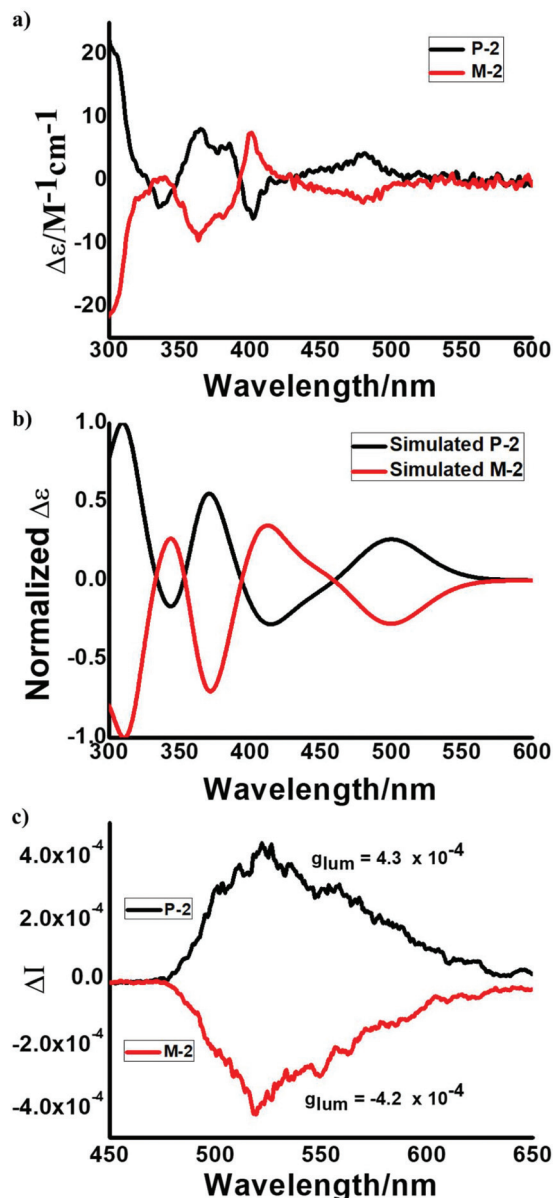 a)
P-2
M-2
20
10
0
-10
-20
Δε/M⁻¹cm⁻¹
300 350 400 450 500 550 600
Wavelength/nm
b)
Simulated P-2
Simulated M-2
1.0
0.5
0.0
-0.5
-1.0
Normalized Δε
300 350 400 450 500 550 600
Wavelength/nm
c)
4.0x10⁻⁴
2.0x10⁻⁴
0.0
-2.0x10⁻⁴
-4.0x10⁻⁴
ΔI
g_lum = 4.3 x 10⁻⁴
P-2
M-2
g_lum = -4.2 x 10⁻⁴
450 500 550 600 650
Wavelength/nm